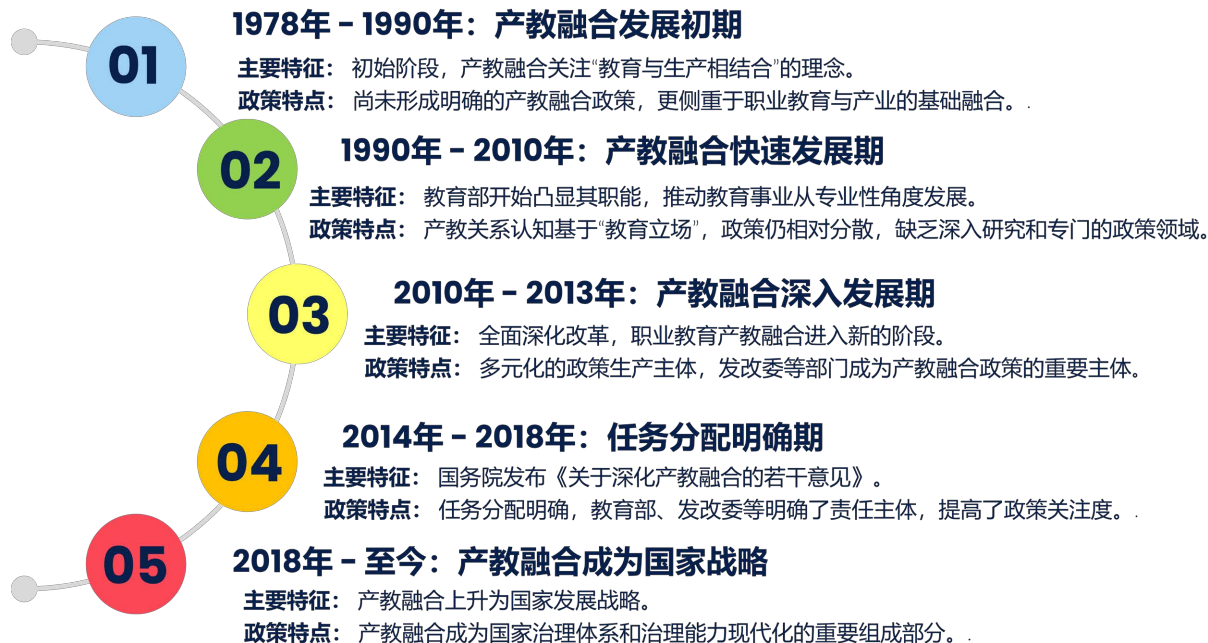 01
1978年 – 1990年：产教融合发展初期
主要特征： 初始阶段，产教融合关注“教育与生产相结合”的理念。
政策特点： 尚未形成明确的产教融合政策，更侧重于职业教育与产业的基础融合。.
02
1990年 – 2010年：产教融合快速发展期
主要特征： 教育部开始凸显其职能，推动教育事业从专业性角度发展。
政策特点： 产教关系认知基于“教育立场”，政策仍相对分散，缺乏深入研究和专门的政策领域。
03
2010年 – 2013年：产教融合深入发展期
主要特征： 全面深化改革，职业教育产教融合进入新的阶段。
政策特点： 多元化的政策生产主体，发改委等部门成为产教融合政策的重要主体。
04
2014年 – 2018年：任务分配明确期
主要特征： 国务院发布《关于深化产教融合的若干意见》。
政策特点： 任务分配明确，教育部、发改委等明确了责任主体，提高了政策关注度。.
05
2018年 – 至今：产教融合成为国家战略
主要特征： 产教融合上升为国家发展战略。
政策特点： 产教融合成为国家治理体系和治理能力现代化的重要组成部分。.